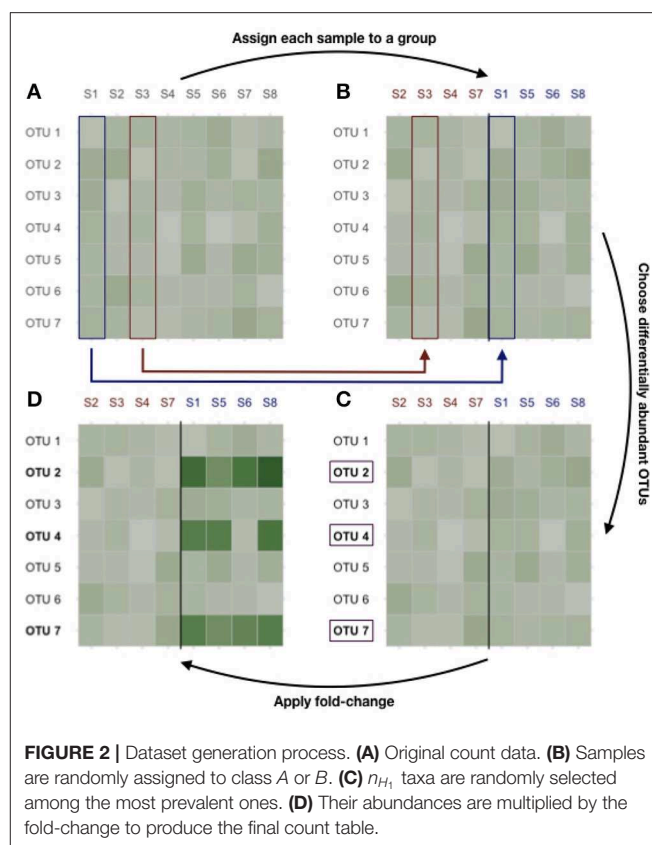 Assign each sample to a group
A
S1 S2 S3 S4 S5 S6 S7 S8
OTU 1
OTU 2
OTU 3
OTU 4
OTU 5
OTU 6
OTU 7
B
S2 S3 S4 S7 S1 S5 S6 S8
OTU 1
OTU 2
OTU 3
OTU 4
OTU 5
OTU 6
OTU 7
Choose differentially abundant OTUs
D
S2 S3 S4 S7 S1 S5 S6 S8
OTU 1
OTU 2
OTU 3
OTU 4
OTU 5
OTU 6
OTU 7
C
S2 S3 S4 S7 S1 S5 S6 S8
OTU 1
OTU 2
OTU 3
OTU 4
OTU 5
OTU 6
OTU 7
Apply fold-change
FIGURE 2 | Dataset generation process. (A) Original count data. (B) Samples
are randomly assigned to class A or B. (C) n_H₁ taxa are randomly selected
among the most prevalent ones. (D) Their abundances are multiplied by the
fold-change to produce the final count table.